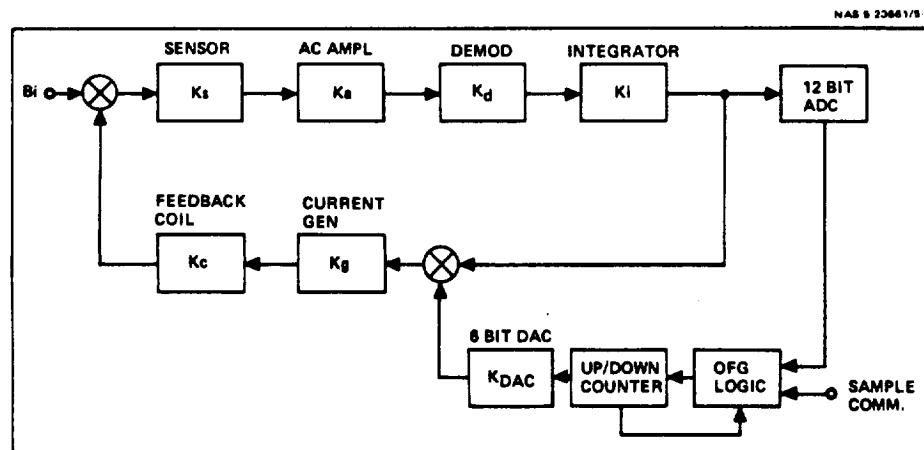 NAS 5 23661/5
SENSOR
AC AMPL
DEMOD
INTEGRATOR
Bi
Ks
Ka
Kd
Ki
12 BIT
ADC
FEEDBACK
COIL
CURRENT
GEN
Kc
Kg
6 BIT DAC
KDAC
UP/DOWN
COUNTER
OFG
LOGIC
SAMPLE
COMM.